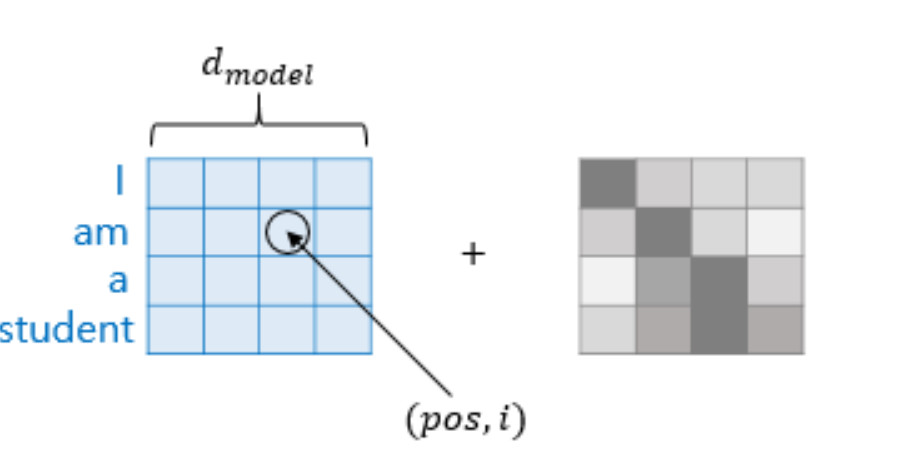 d_model
I
am
+
a
student
(pos, i)